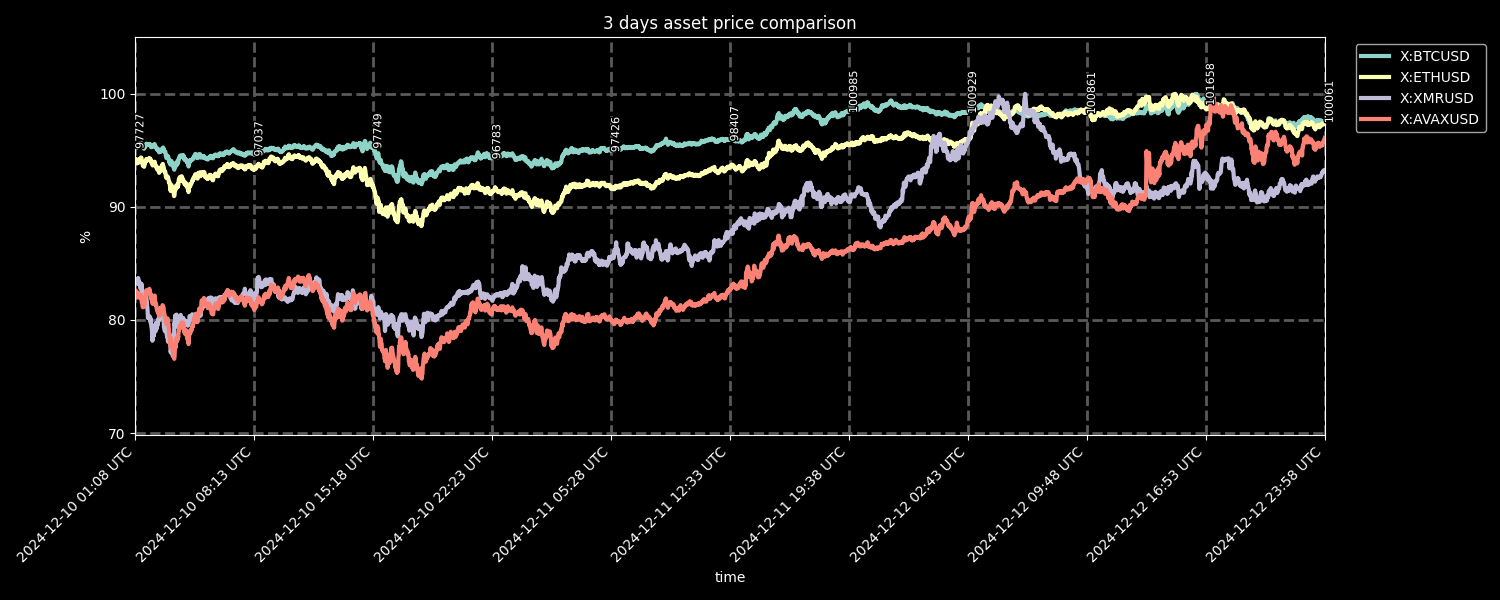 3 days asset price comparison
X:BTCUSD
X:ETHUSD
X:XMRUSD
X:AVAXUSD
100
90
80
70
%
97727
97037
97749
96783
97426
98407
100985
100929
100861
101658
100061
2024-12-10 01:08 UTC
2024-12-10 08:13 UTC
2024-12-10 15:18 UTC
2024-12-10 22:23 UTC
2024-12-11 05:28 UTC
2024-12-11 12:33 UTC
2024-12-11 19:38 UTC
2024-12-12 02:43 UTC
2024-12-12 09:48 UTC
2024-12-12 16:53 UTC
2024-12-12 23:58 UTC
time